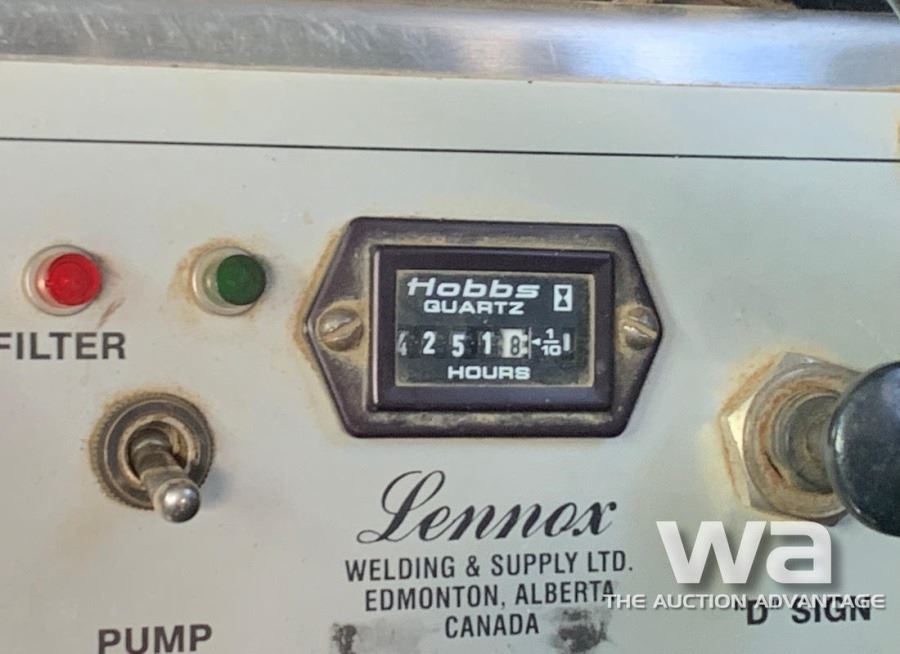 Hobbs
QUARTZ
4 2 5 1 8 1/10
HOURS
FILTER
Lennox
WELDING & SUPPLY LTD.
EDMONTON, ALBERTA
CANADA
PUMP
"D" SIGN
wa
THE AUCTION ADVANTAGE